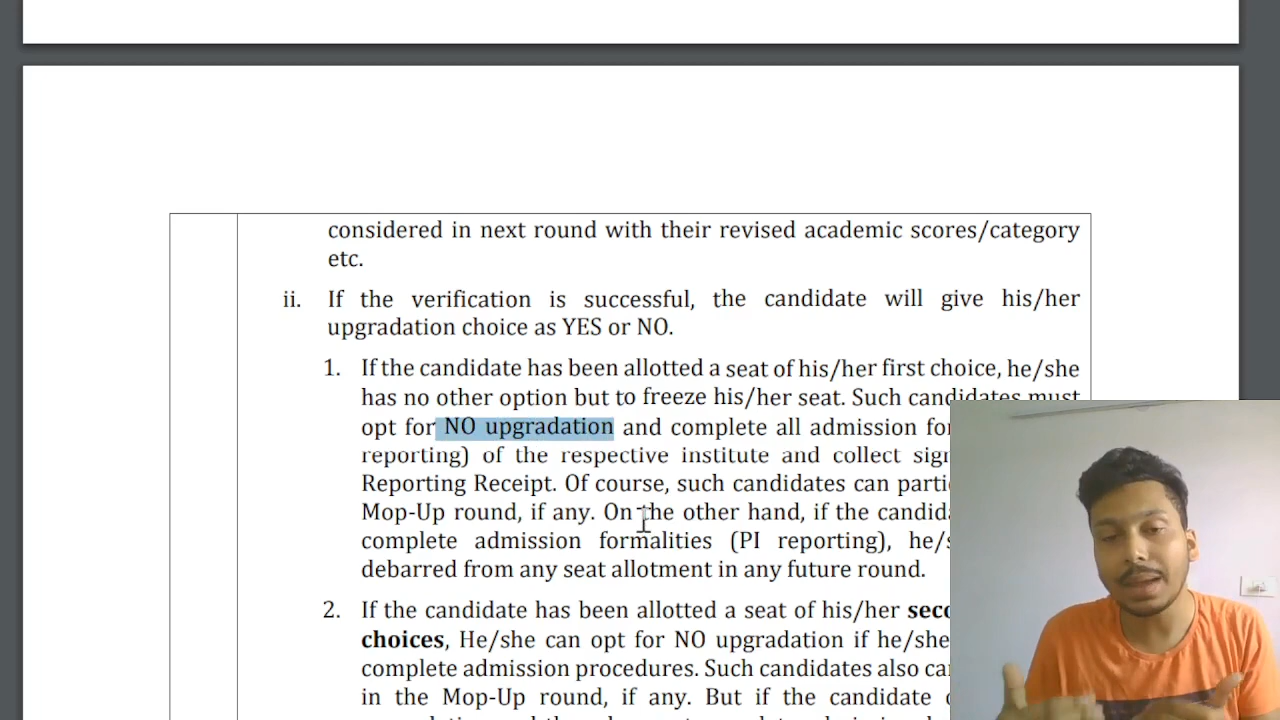 considered in next round with their revised academic scores/category
etc.
ii. If the verification is successful, the candidate will give his/her
upgradation choice as YES or NO.
1. If the candidate has been allotted a seat of his/her first choice, he/she
has no other option but to freeze his/her seat. Such candidates must
opt for NO upgradation and complete all admission
reporting) of the respective institute and collect
Reporting Receipt. Of course, such candidates can
Mop-Up round, if any. On the other hand, if the
complete admission formalities (PI reporting),
debarred from any seat allotment in any future round.
2. If the candidate has been allotted a seat of his/her
choices, He/she can opt for NO upgradation if he/she
complete admission procedures. Such candidates also
in the Mop-Up round, if any. But if the candidate